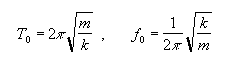 T₀ = 2π√(m/k) , f₀ = 1/(2π) √(k/m)